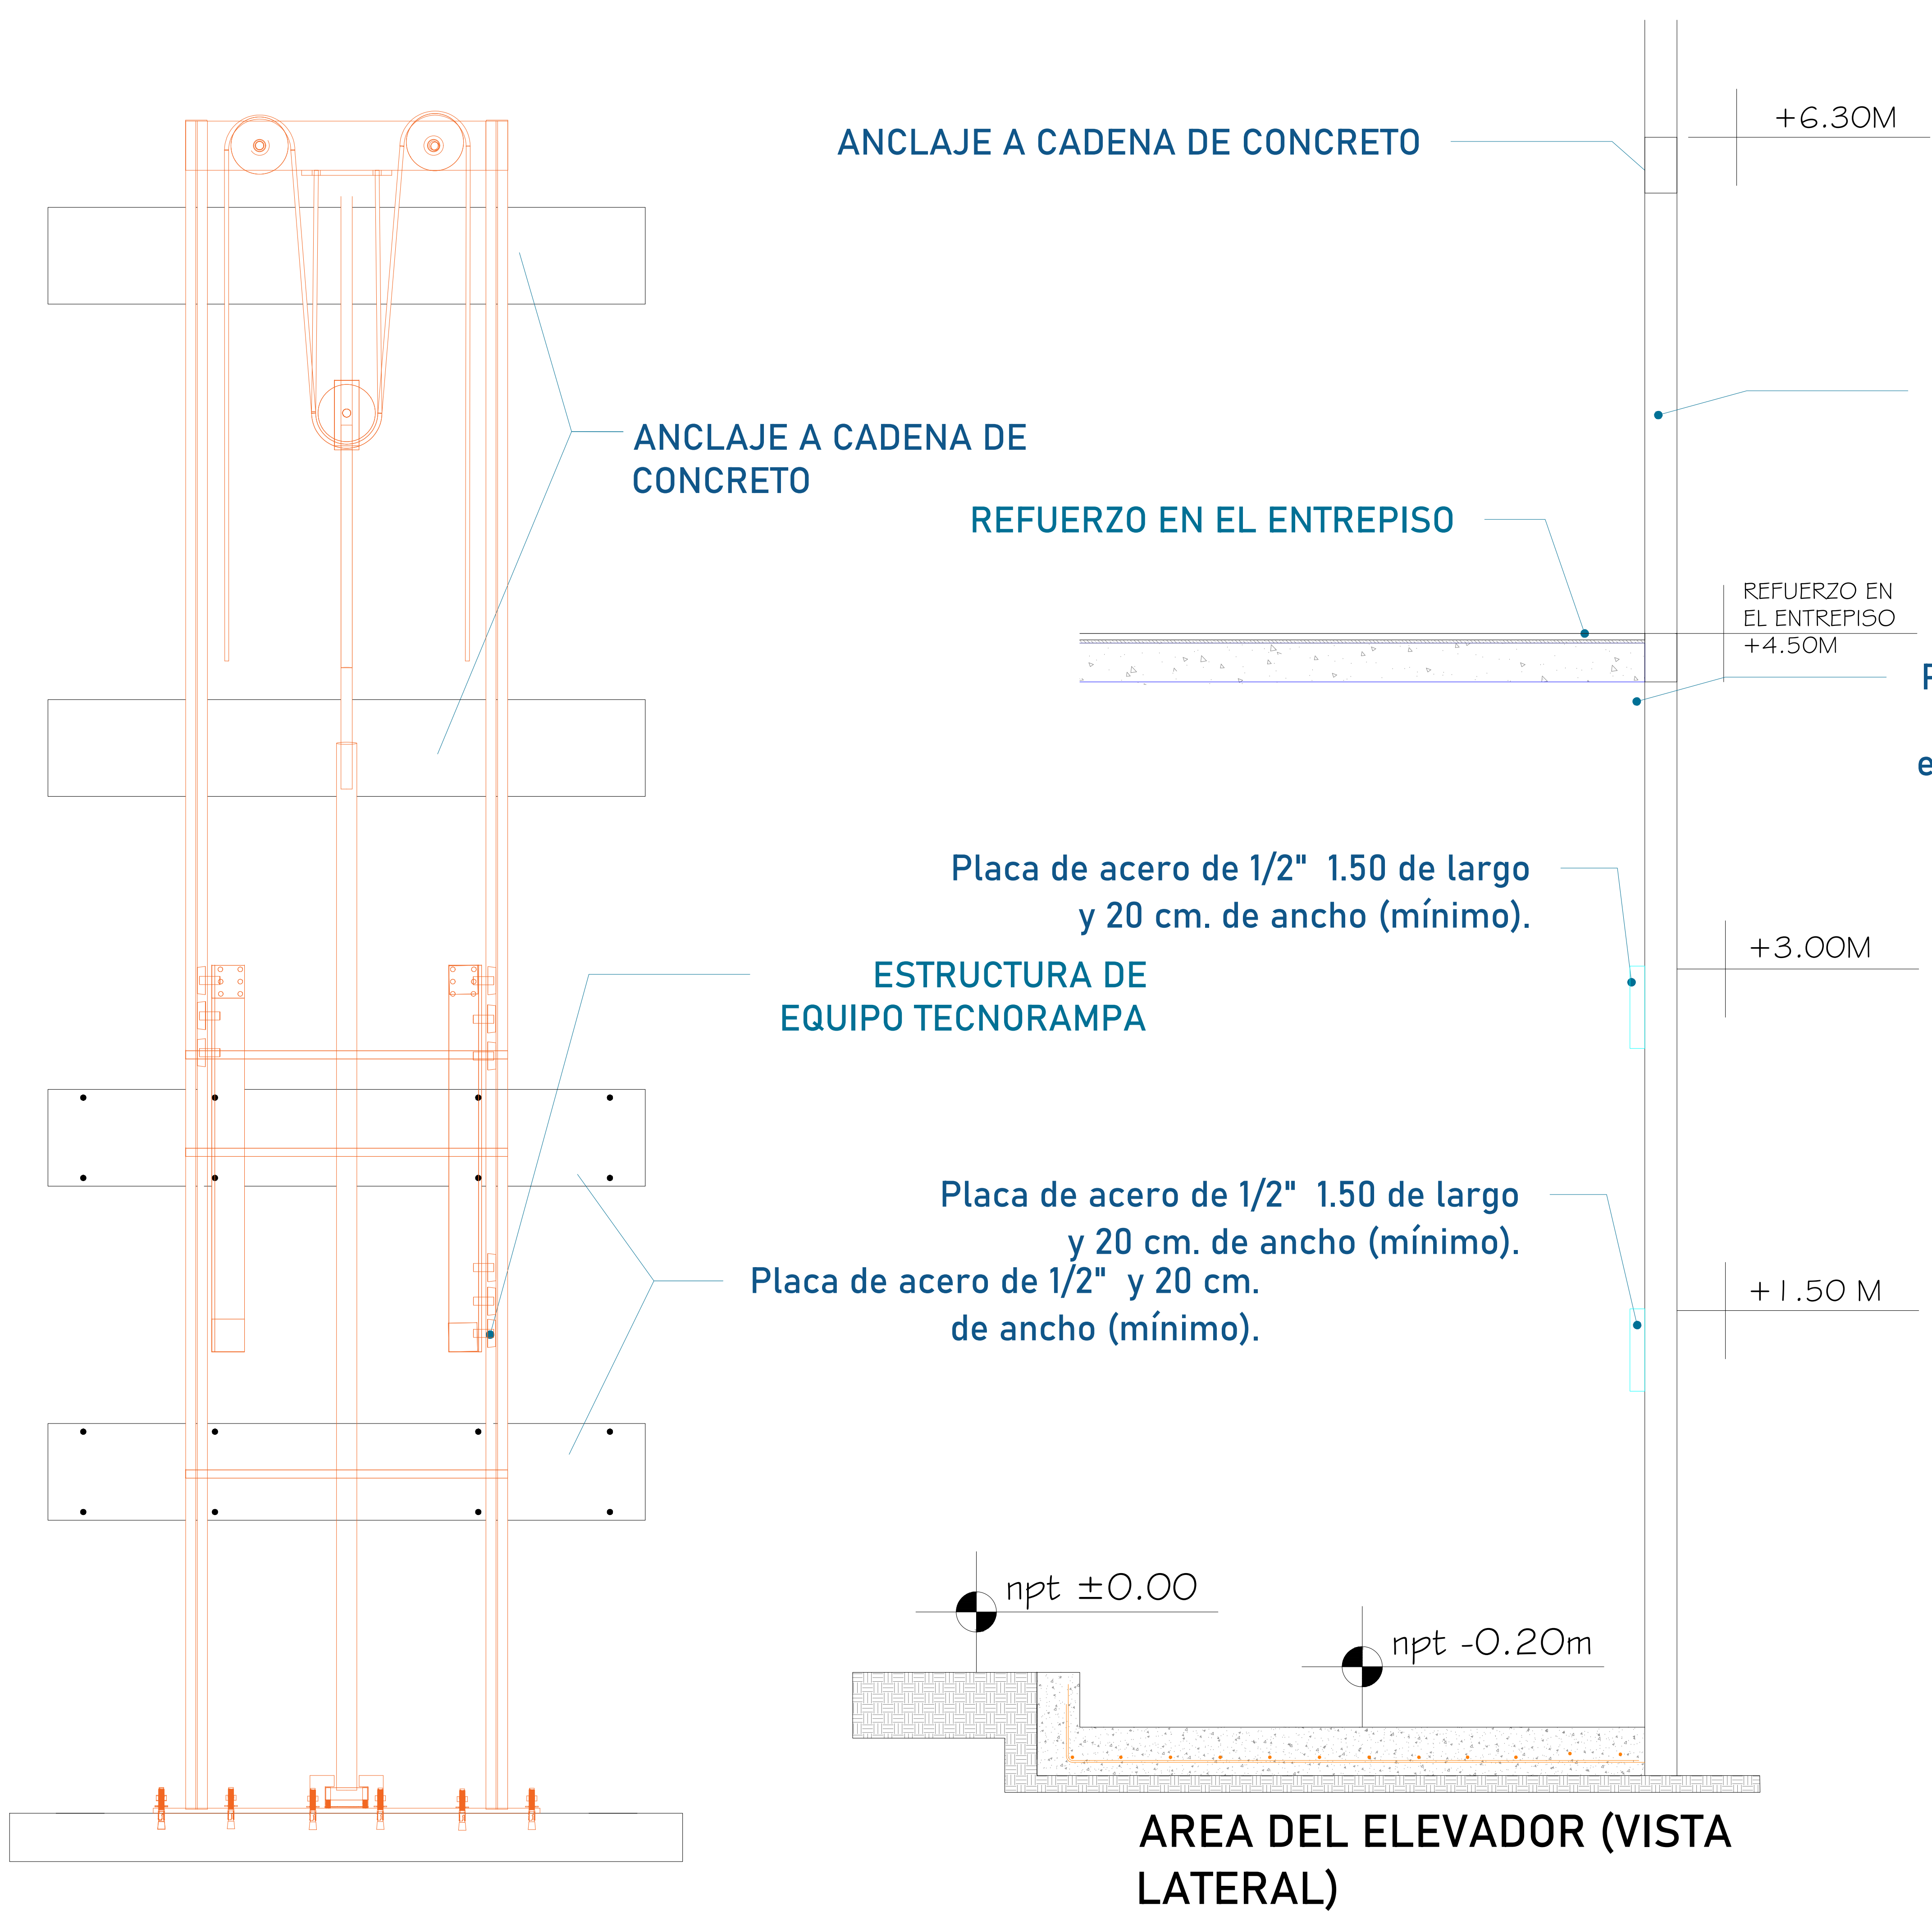 +6.30M
ANCLAJE A CADENA DE CONCRETO
ANCLAJE A CADENA DE
CONCRETO
REFUERZO EN EL ENTREPISO
REFUERZO EN
EL ENTREPISO
+4.50M
Placa de acero de 1/2" 1.50 de largo
y 20 cm. de ancho (mínimo).
+3.00M
ESTRUCTURA DE
EQUIPO TECNORAMPA
Placa de acero de 1/2" 1.50 de largo
y 20 cm. de ancho (mínimo).
Placa de acero de 1/2" y 20 cm.
de ancho (mínimo).
+1.50 M
npt ±0.00
npt -0.20m
AREA DEL ELEVADOR (VISTA
LATERAL)